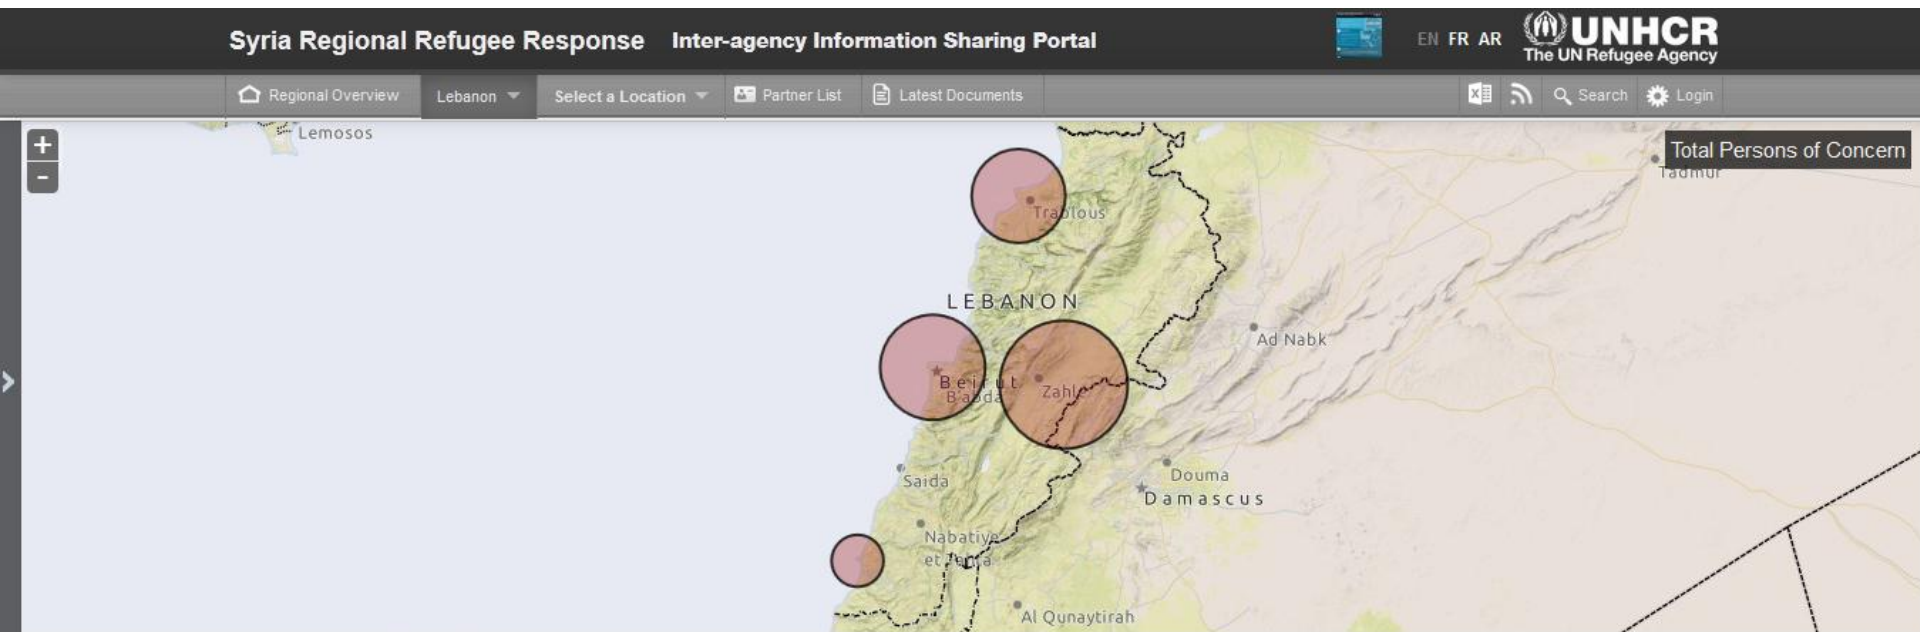 Syria Regional Refugee Response Inter-agency Information Sharing Portal
EN FR AR
UNHCR
The UN Refugee Agency
Regional Overview
Lebanon
Select a Location
Partner List
Latest Documents
Search
Login
+
-
Lemosos
Total Persons of Concern
Tadmur
Trablous
LEBANON
Ad Nabk
Beirut
B'abda
Zahle
Saida
Douma
Damascus
Nabatiye
et Tahta
Al Qunaytirah